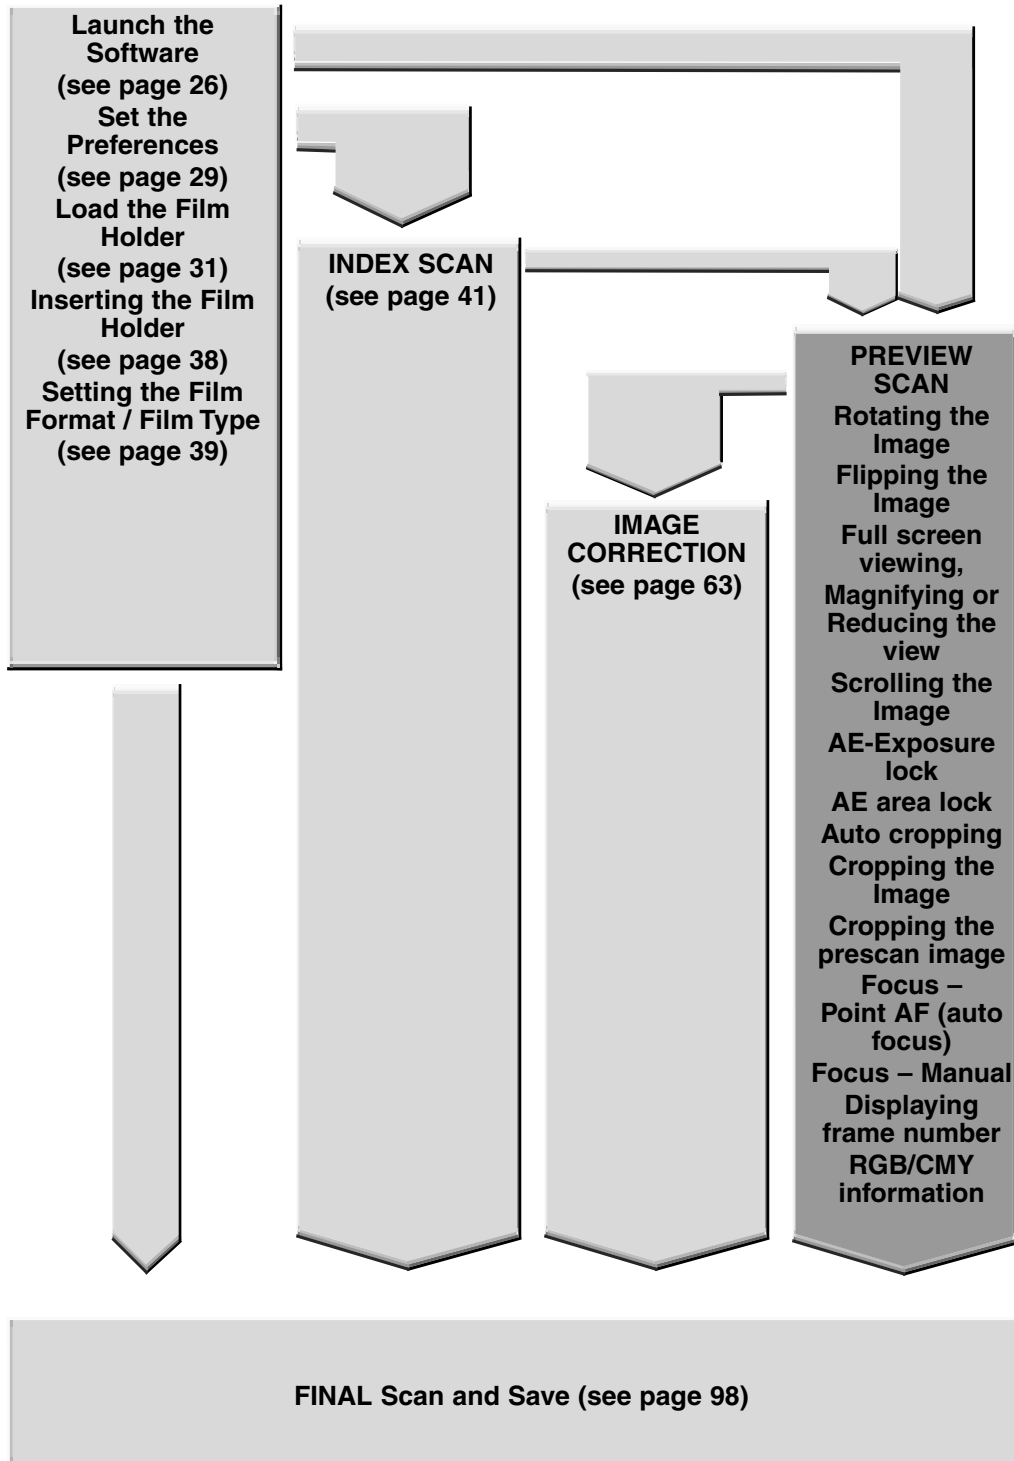 Launch the
Software
(see page 26)
Set the
Preferences
(see page 29)
Load the Film
Holder
(see page 31)
Inserting the Film
Holder
(see page 38)
Setting the Film
Format / Film Type
(see page 39)
INDEX SCAN
(see page 41)
IMAGE
CORRECTION
(see page 63)
PREVIEW
SCAN
Rotating the
Image
Flipping the
Image
Full screen
viewing,
Magnifying or
Reducing the
view
Scrolling the
Image
AE-Exposure
lock
AE area lock
Auto cropping
Cropping the
Image
Cropping the
prescan image
Focus –
Point AF (auto
focus)
Focus – Manual
Displaying
frame number
RGB/CMY
information
FINAL Scan and Save (see page 98)